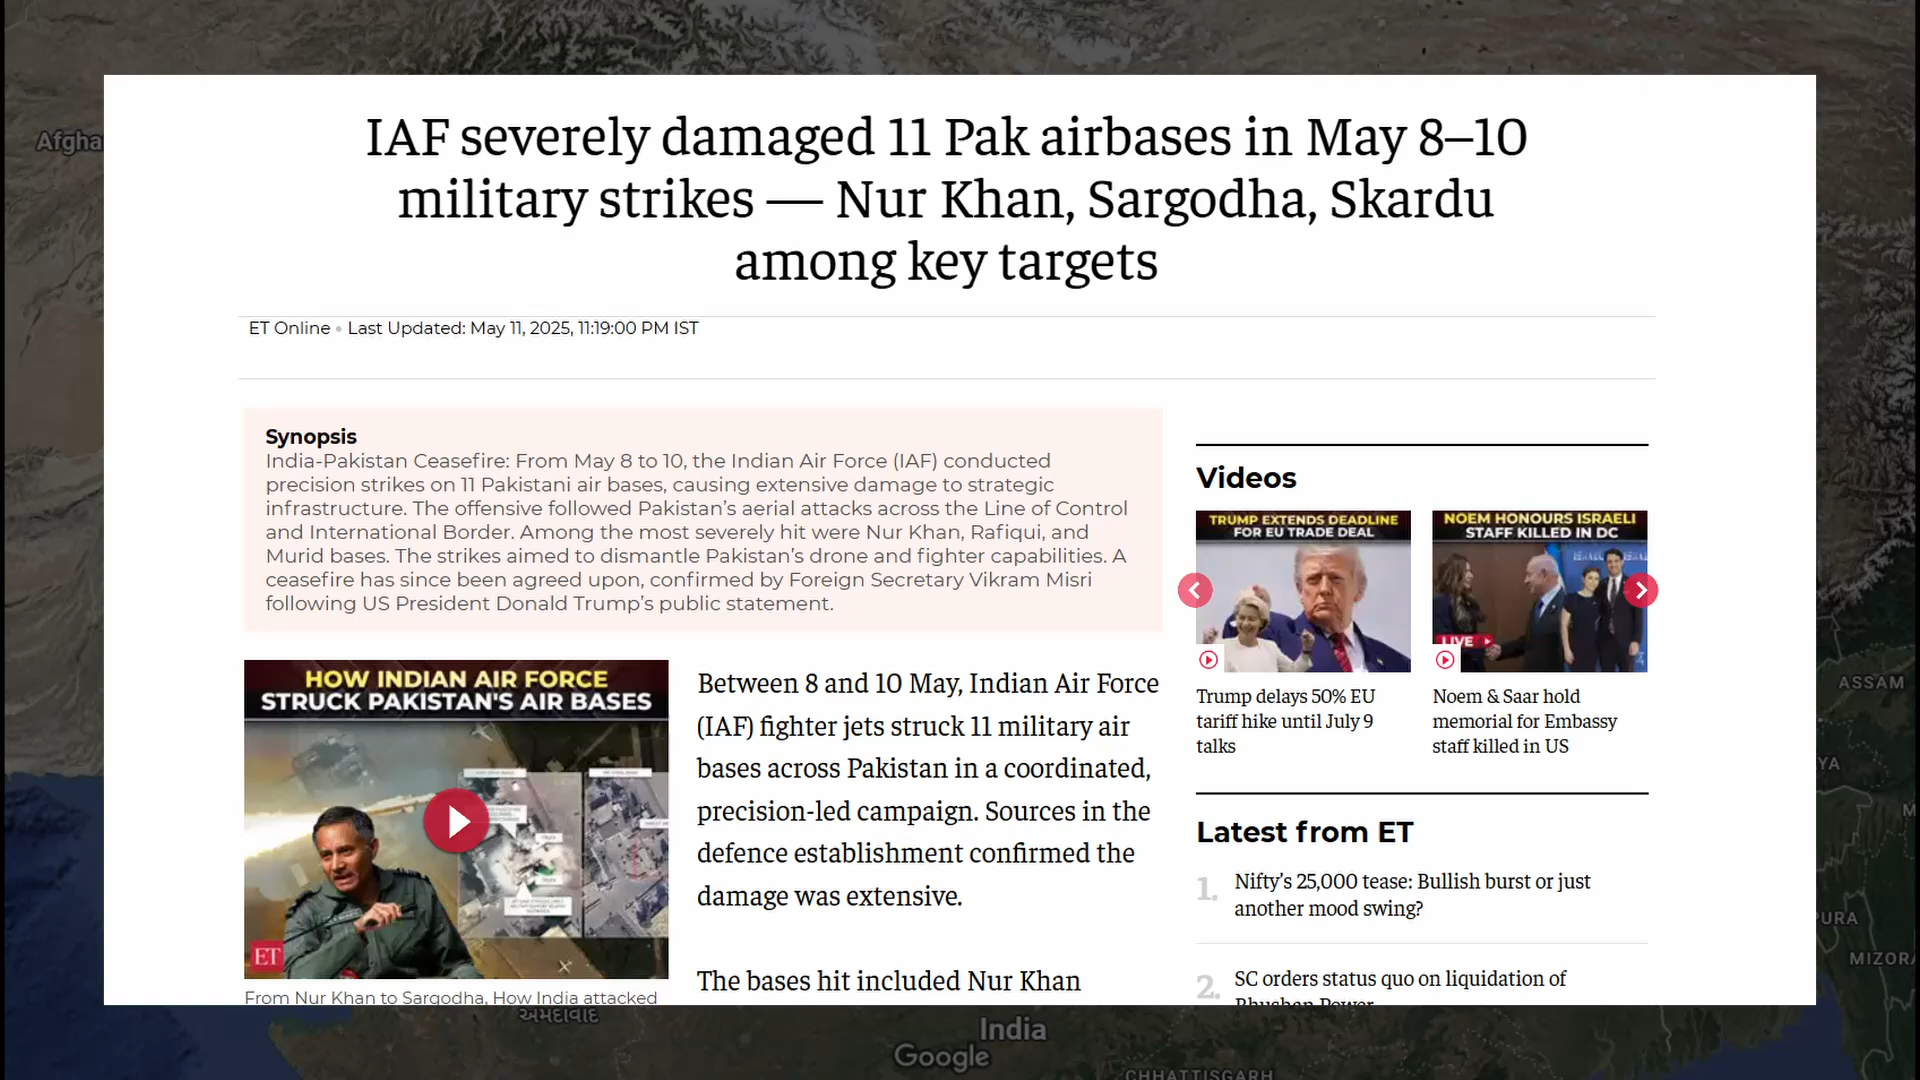 Afgha
IAF severely damaged 11 Pak airbases in May 8–10
military strikes — Nur Khan, Sargodha, Skardu
among key targets
ET Online • Last Updated: May 11, 2025, 11:19:00 PM IST
Synopsis
India-Pakistan Ceasefire: From May 8 to 10, the Indian Air Force (IAF) conducted
precision strikes on 11 Pakistani air bases, causing extensive damage to strategic
infrastructure. The offensive followed Pakistan's aerial attacks across the Line of Control
and International Border. Among the most severely hit were Nur Khan, Rafiqui, and
Murid bases. The strikes aimed to dismantle Pakistan's drone and fighter capabilities. A
ceasefire has since been agreed upon, confirmed by Foreign Secretary Vikram Misri
following US President Donald Trump's public statement.
HOW INDIAN AIR FORCE
STRUCK PAKISTAN'S AIR BASES
ET
From Nur Khan to Sargodha, How India attacked
Between 8 and 10 May, Indian Air Force
(IAF) fighter jets struck 11 military air
bases across Pakistan in a coordinated,
precision-led campaign. Sources in the
defence establishment confirmed the
damage was extensive.
The bases hit included Nur Khan
Videos
TRUMP EXTENDS DEADLINE
FOR EU TRADE DEAL
Trump delays 50% EU
tariff hike until July 9
talks
NOEM HONOURS ISRAELI
STAFF KILLED IN DC
LIVE
Noem & Saar hold
memorial for Embassy
staff killed in US
Latest from ET
1. Nifty's 25,000 tease: Bullish burst or just
another mood swing?
2. SC orders status quo on liquidation of
Bhushan Power
ASSAM
YA
PURA
MIZORA
અમદાવાદ
India
Google
CHHATTISGARH